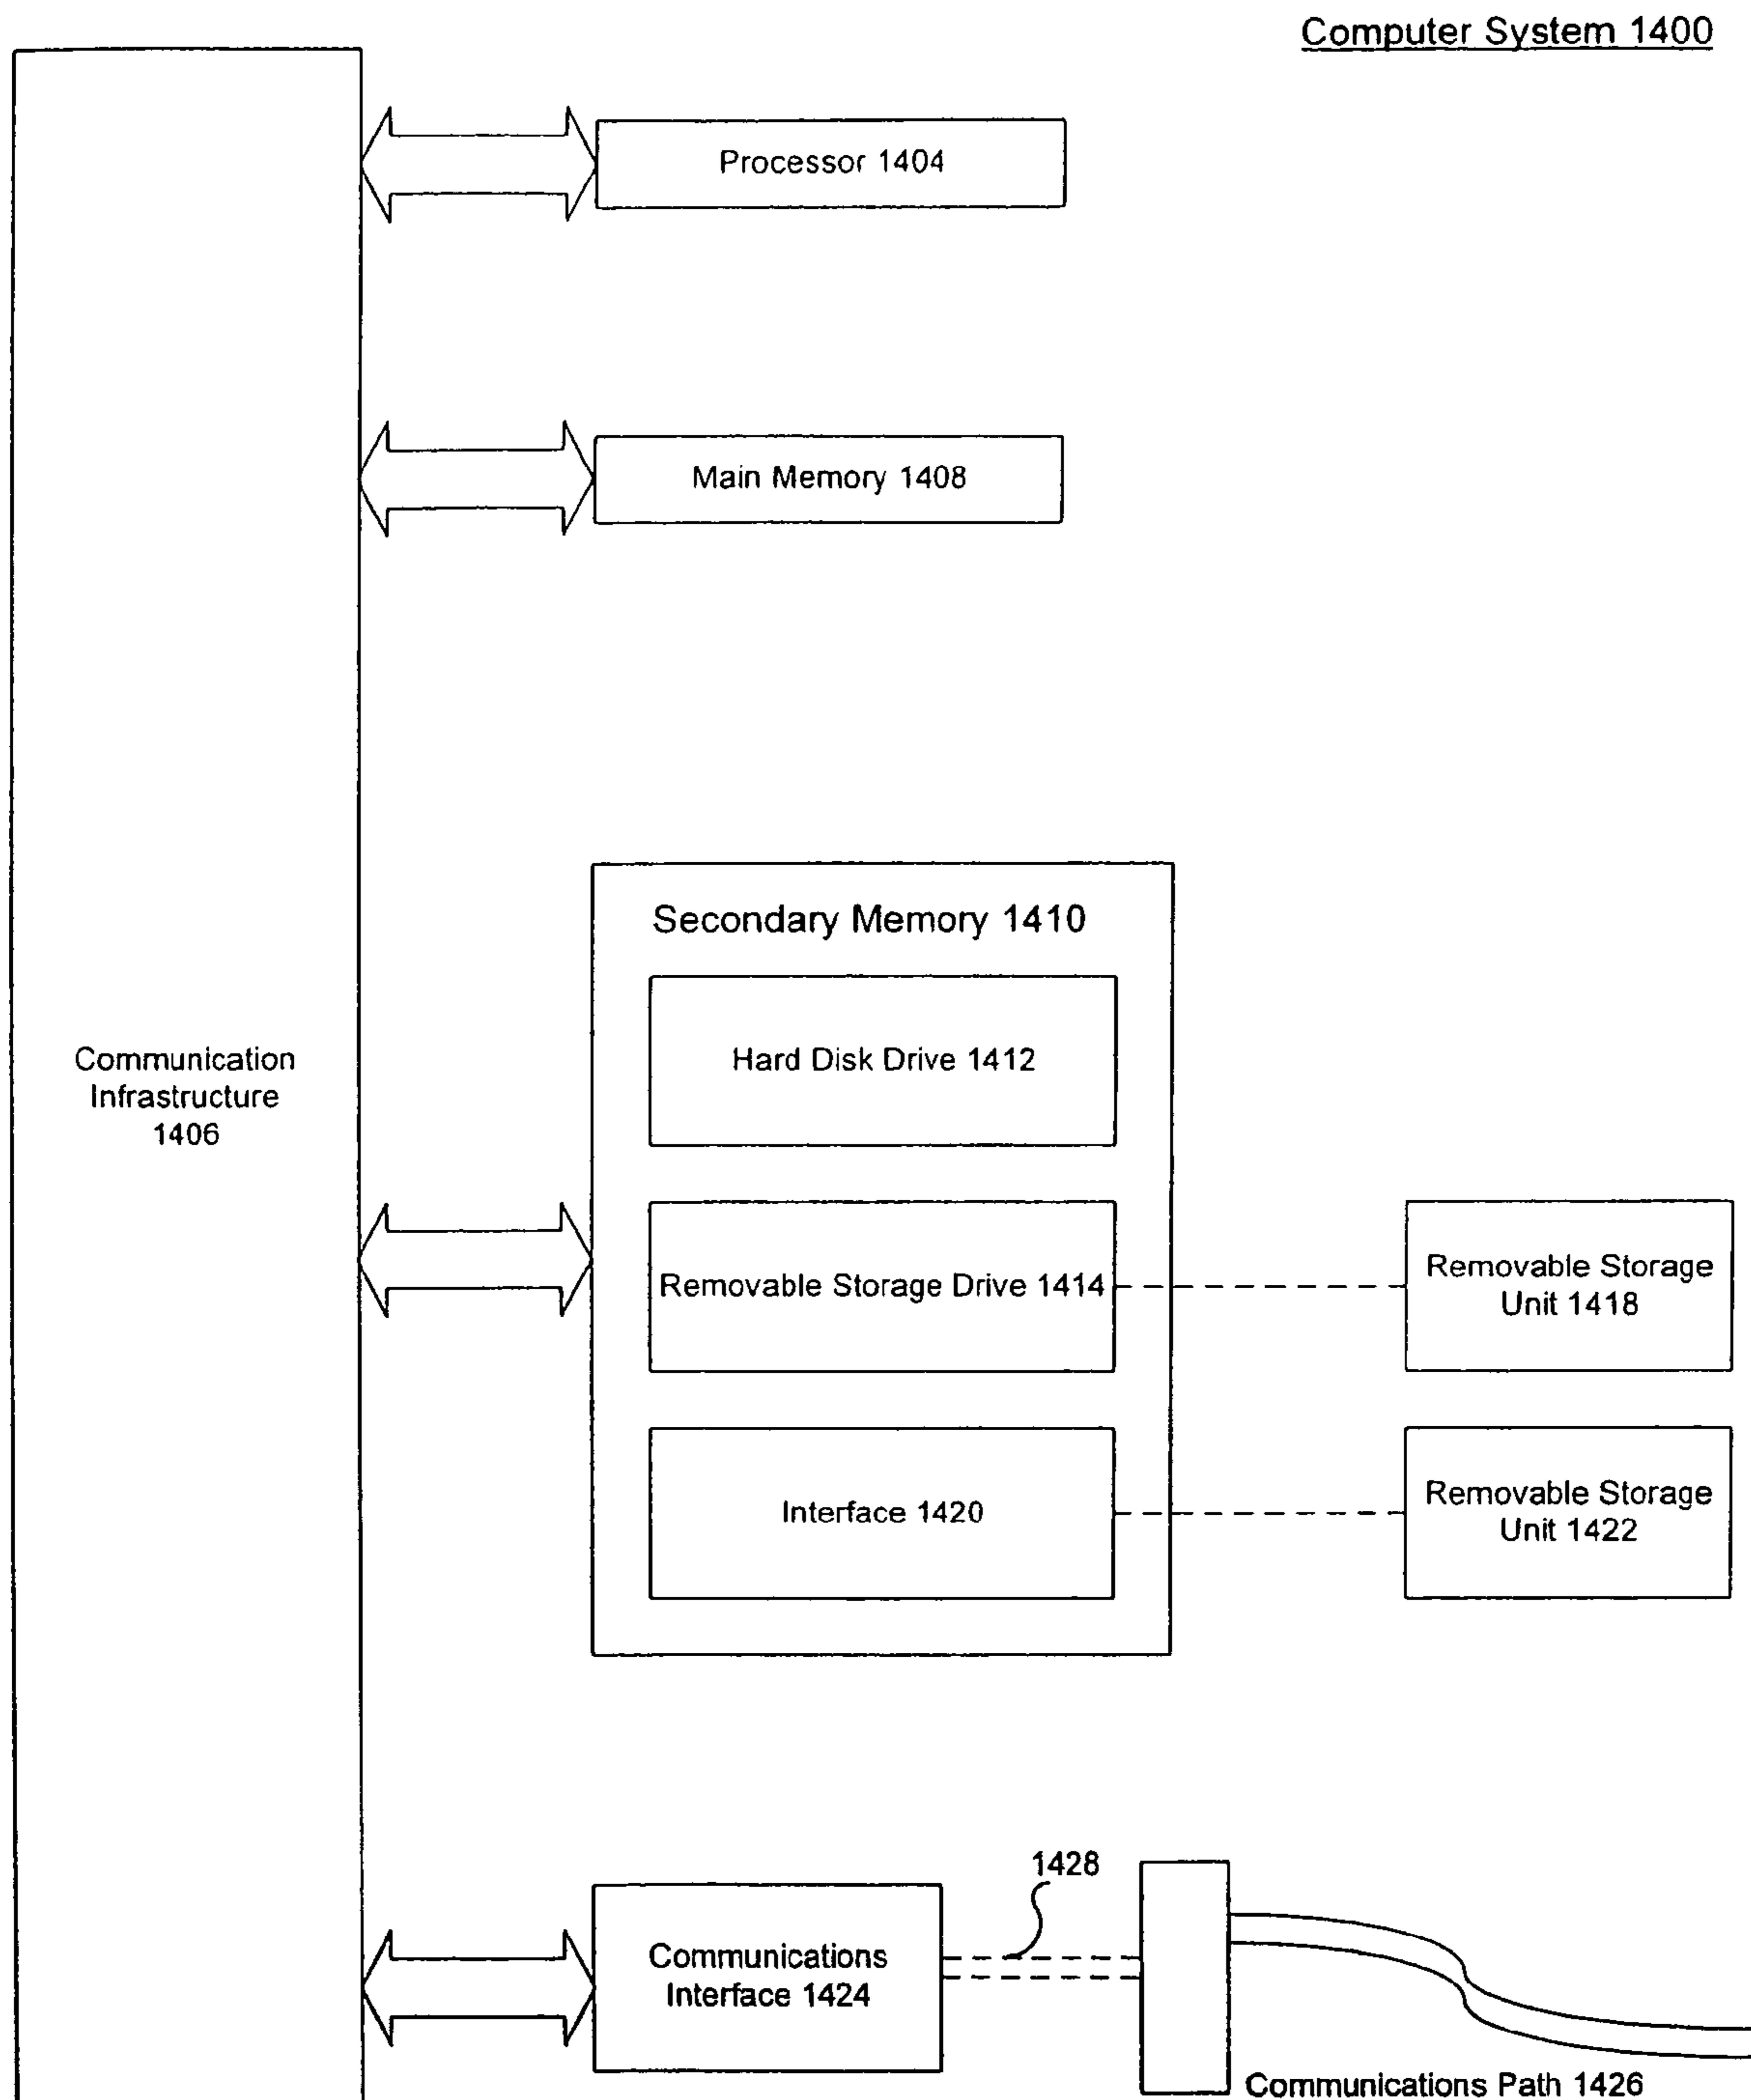 Computer System 1400
Processor 1404
Main Memory 1408
Secondary Memory 1410
Hard Disk Drive 1412
Communication
Infrastructure
1406
Removable Storage Drive 1414
Removable Storage
Unit 1418
Interface 1420
Removable Storage
Unit 1422
1428
Communications
Interface 1424
Communications Path 1426